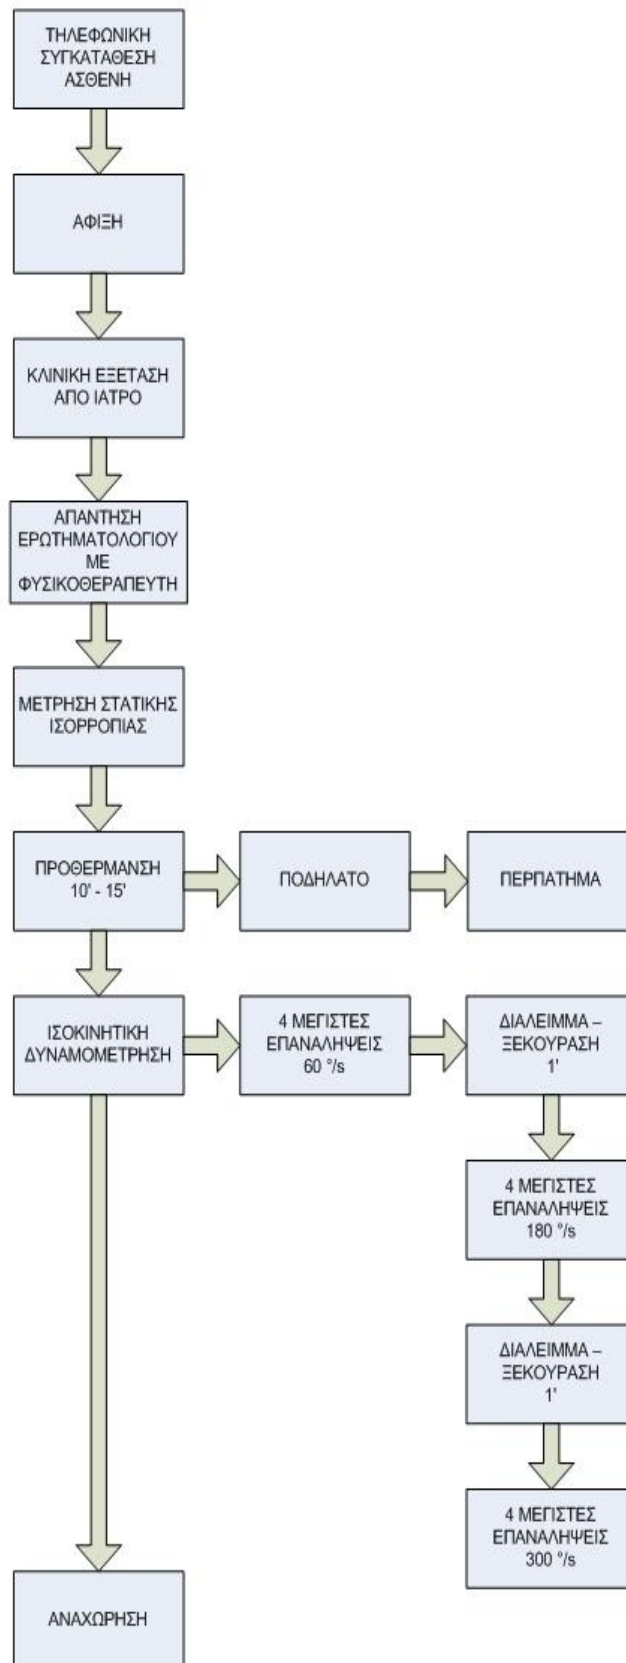 ΤΗΛΕΦΩΝΙΚΗ
ΣΥΓΚΑΤΑΘΕΣΗ
ΑΣΘΕΝΗ
ΑΦΙΞΗ
ΚΛΙΝΙΚΗ ΕΞΕΤΑΣΗ
ΑΠΟ ΙΑΤΡΟ
ΑΠΑΝΤΗΣΗ
ΕΡΩΤΗΜΑΤΟΛΟΓΙΟΥ
ΜΕ
ΦΥΣΙΚΟΘΕΡΑΠΕΥΤΗ
ΜΕΤΡΗΣΗ ΣΤΑΤΙΚΗΣ
ΙΣΟΡΡΟΠΙΑΣ
ΠΡΟΘΕΡΜΑΝΣΗ
10' - 15'
ΠΟΔΗΛΑΤΟ
ΠΕΡΠΑΤΗΜΑ
ΙΣΟΚΙΝΗΤΙΚΗ
ΔΥΝΑΜΟΜΕΤΡΗΣΗ
4 ΜΕΓΙΣΤΕΣ
ΕΠΑΝΑΛΗΨΕΙΣ
60 °/s
ΔΙΑΛΕΙΜΜΑ –
ΞΕΚΟΥΡΑΣΗ
1'
4 ΜΕΓΙΣΤΕΣ
ΕΠΑΝΑΛΗΨΕΙΣ
180 °/s
ΔΙΑΛΕΙΜΜΑ –
ΞΕΚΟΥΡΑΣΗ
1'
4 ΜΕΓΙΣΤΕΣ
ΕΠΑΝΑΛΗΨΕΙΣ
300 °/s
ΑΝΑΧΩΡΗΣΗ